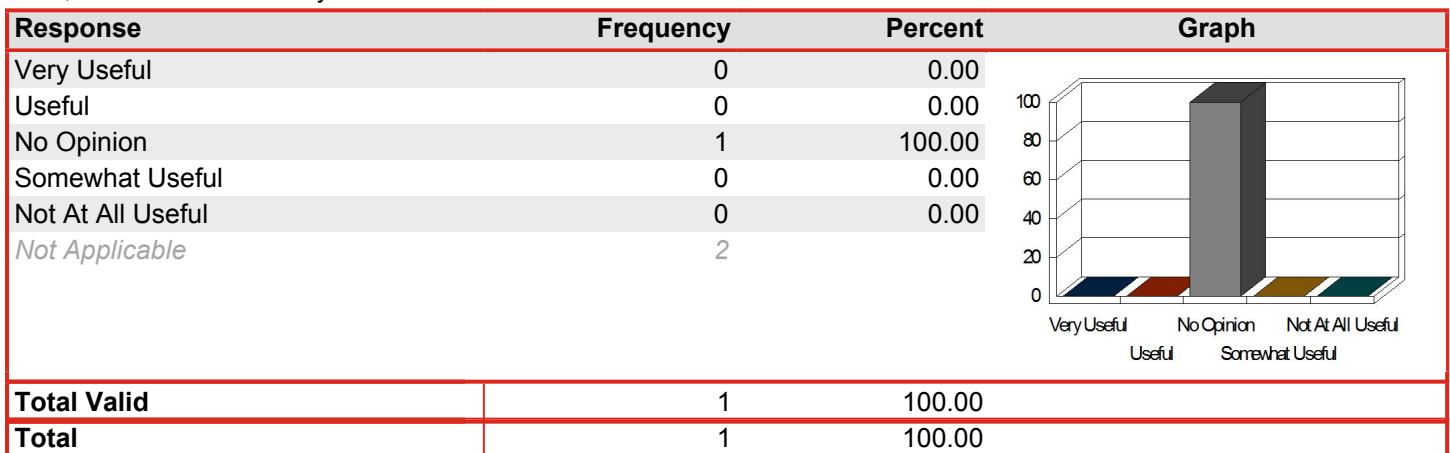 Response Frequency Percent Graph
Very Useful 0 0.00
Useful 0 0.00
No Opinion 1 100.00
Somewhat Useful 0 0.00
Not At All Useful 0 0.00
Not Applicable 2
100
80
60
40
20
0
Very Useful No Opinion Not At All Useful
Useful Somewhat Useful
Total Valid 1 100.00
Total 1 100.00